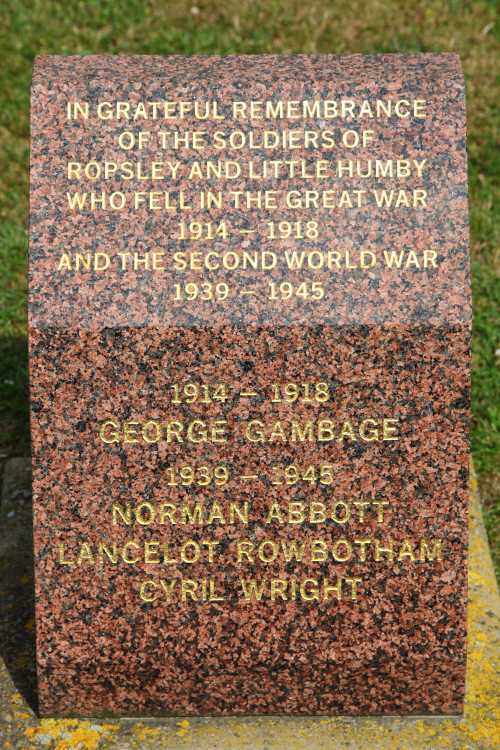 IN GRATEFUL REMEMBRANCE
OF THE SOLDIERS OF
ROPSLEY AND LITTLE HUMBY
WHO FELL IN THE GREAT WAR
1914 – 1918
AND THE SECOND WORLD WAR
1939 – 1945
1914 – 1918
GEORGE GAMBAGE
1939 – 1945
NORMAN ABBOTT
LANCELOT ROWBOTHAM
CYRIL WRIGHT